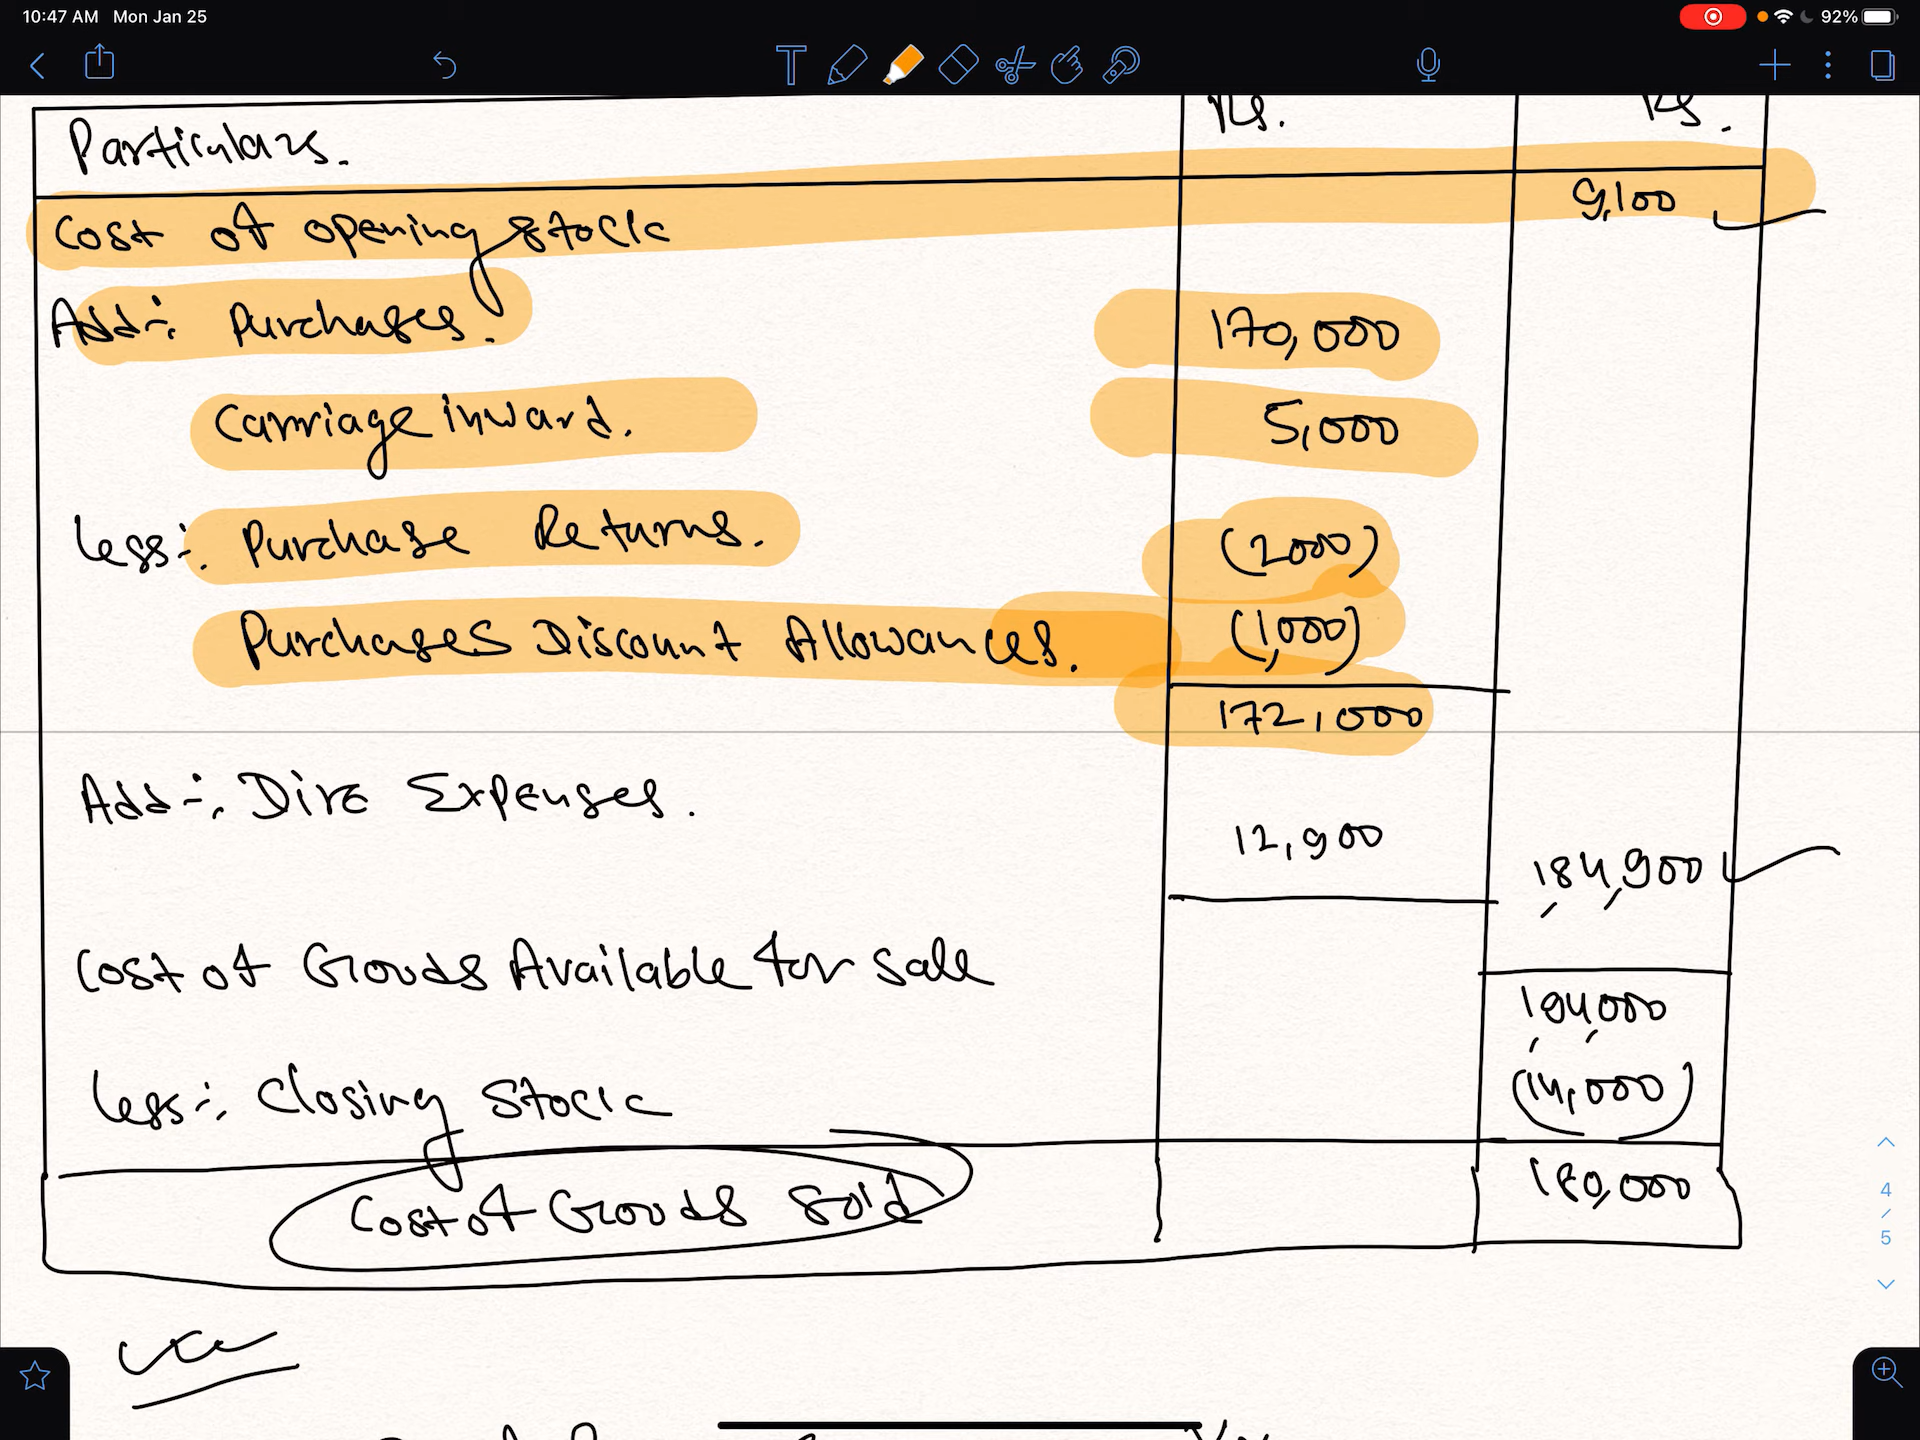 10:47 AM Mon Jan 25
92%
Particulars. Rs. Rs.
Cost of opening stock 9,100
Add:- Purchases. 170,000
Carriage inward. 5,000
Less:- Purchase Returns. (2000)
Purchases Discount Allowances. (1,000)
172,000
Add:- Dire Expenses. 12,900
184,900
Cost of Goods Available for sale
194,000
Less:- Closing Stock (14,000)
Cost of Goods Sold 180,000
4
/
5